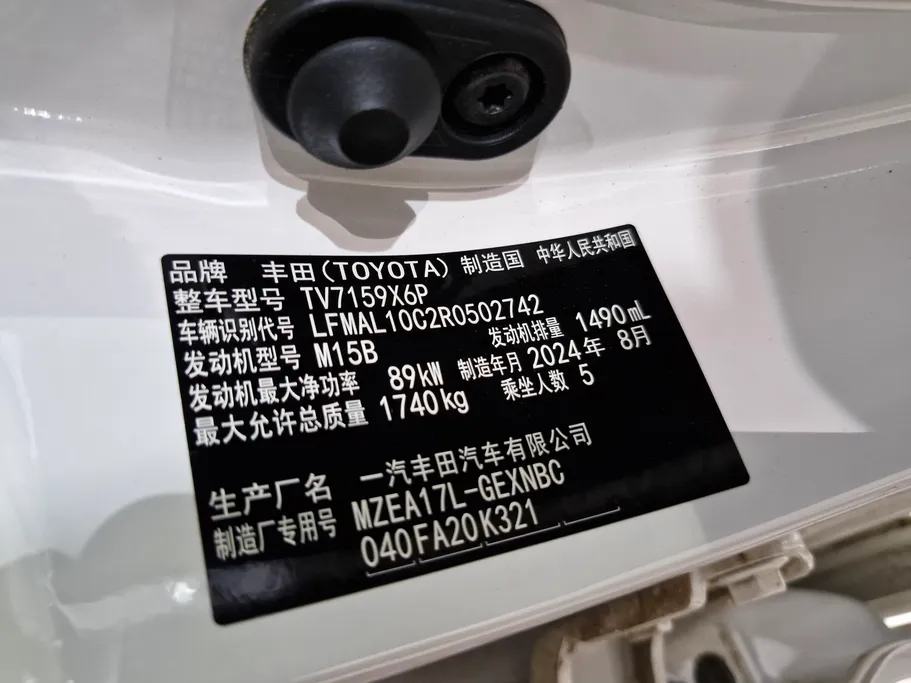 品牌 丰田(TOYOTA) 制造国 中华人民共和国
整车型号 TV7159X6P
车辆识别代号 LFMAL10C2R0502742
发动机型号 M15B 发动机排量 1490mL
发动机最大净功率 89kW 制造年月 2024年 8月
最大允许总质量 1740kg 乘坐人数 5
生产厂名 一汽丰田汽车有限公司
制造厂专用号 MZEA17L-GEXNBC
040 FA20 K321